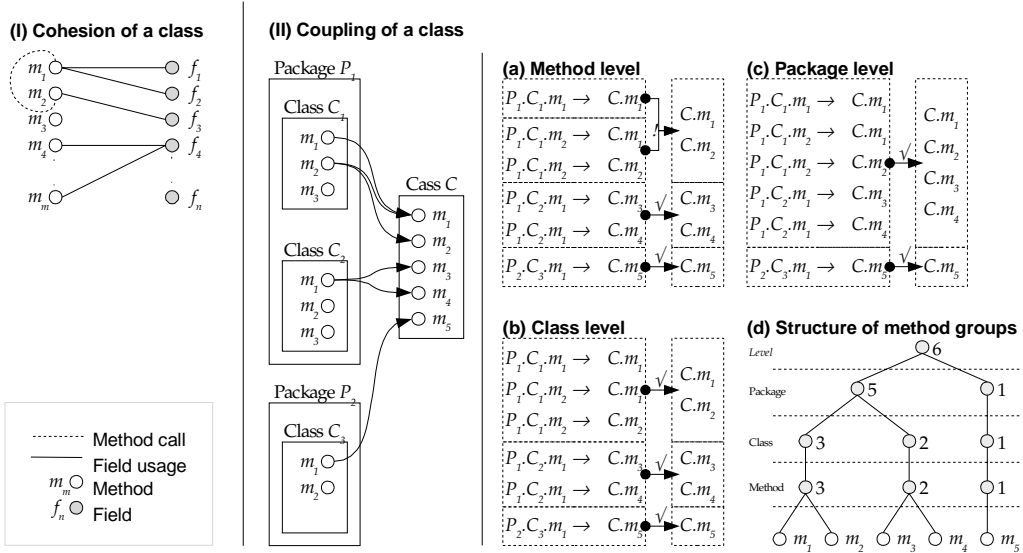 (I) Cohesion of a class
m1
m2
m3
m4
mm
f1
f2
f3
f4
fn
Method call
Field usage
mm Method
fn Field
(II) Coupling of a class
Package P1
Class C1
m1
m2
m3
Class C2
m1
m2
m3
Package P2
Class C3
m1
m2
Cass C
m1
m2
m3
m4
m5
(a) Method level
P1.C1.m1 → C.m1
P1.C1.m2 → C.m1
P1.C1.m2 → C.m2
P1.C2.m1 → C.m3
P1.C2.m1 → C.m4
P2.C3.m1 → C.m5
!
√
√
C.m1
C.m2
C.m3
C.m4
C.m5
(b) Class level
P1.C1.m1 →
P1.C1.m2 → C.m1
P1.C1.m2 → C.m2
P1.C2.m1 → C.m3
P1.C2.m1 → C.m4
P2.C3.m1 → C.m5
√
√
√
C.m1
C.m2
C.m3
C.m4
C.m5
(c) Package level
P1.C1.m1 → C.m1
P1.C1.m2 → C.m1
P1.C1.m2 → C.m2
P1.C2.m1 → C.m3
P1.C2.m1 → C.m4
P2.C3.m1 → C.m5
√
√
C.m1
C.m2
C.m3
C.m4
C.m5
(d) Structure of method groups
Level 6
Package 5 1
Class 3 2 1
Method 3 2 1
m1 m2 m3 m4 m5